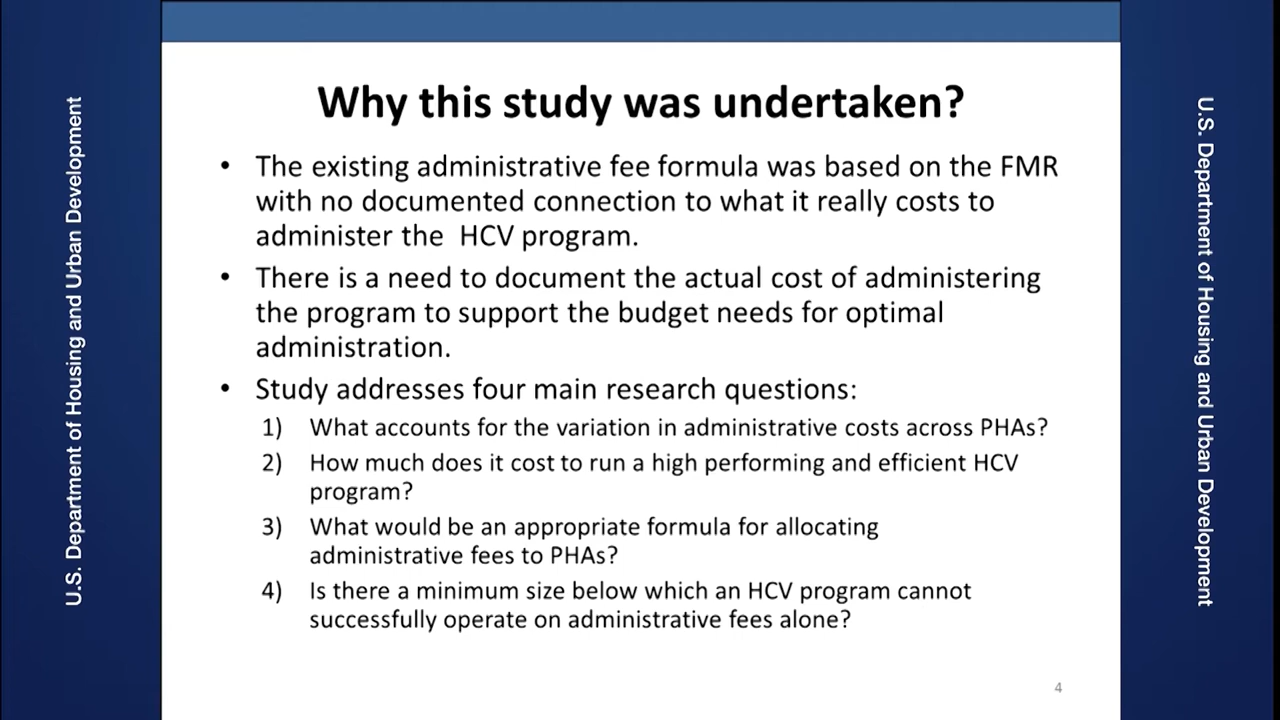 U.S. Department of Housing and Urban Development
Why this study was undertaken?
• The existing administrative fee formula was based on the FMR
with no documented connection to what it really costs to
administer the  HCV program.
• There is a need to document the actual cost of administering
the program to support the budget needs for optimal
administration.
• Study addresses four main research questions:
1) What accounts for the variation in administrative costs across PHAs?
2) How much does it cost to run a high performing and efficient HCV
program?
3) What would be an appropriate formula for allocating
administrative fees to PHAs?
4) Is there a minimum size below which an HCV program cannot
successfully operate on administrative fees alone?
4
U.S. Department of Housing and Urban Development